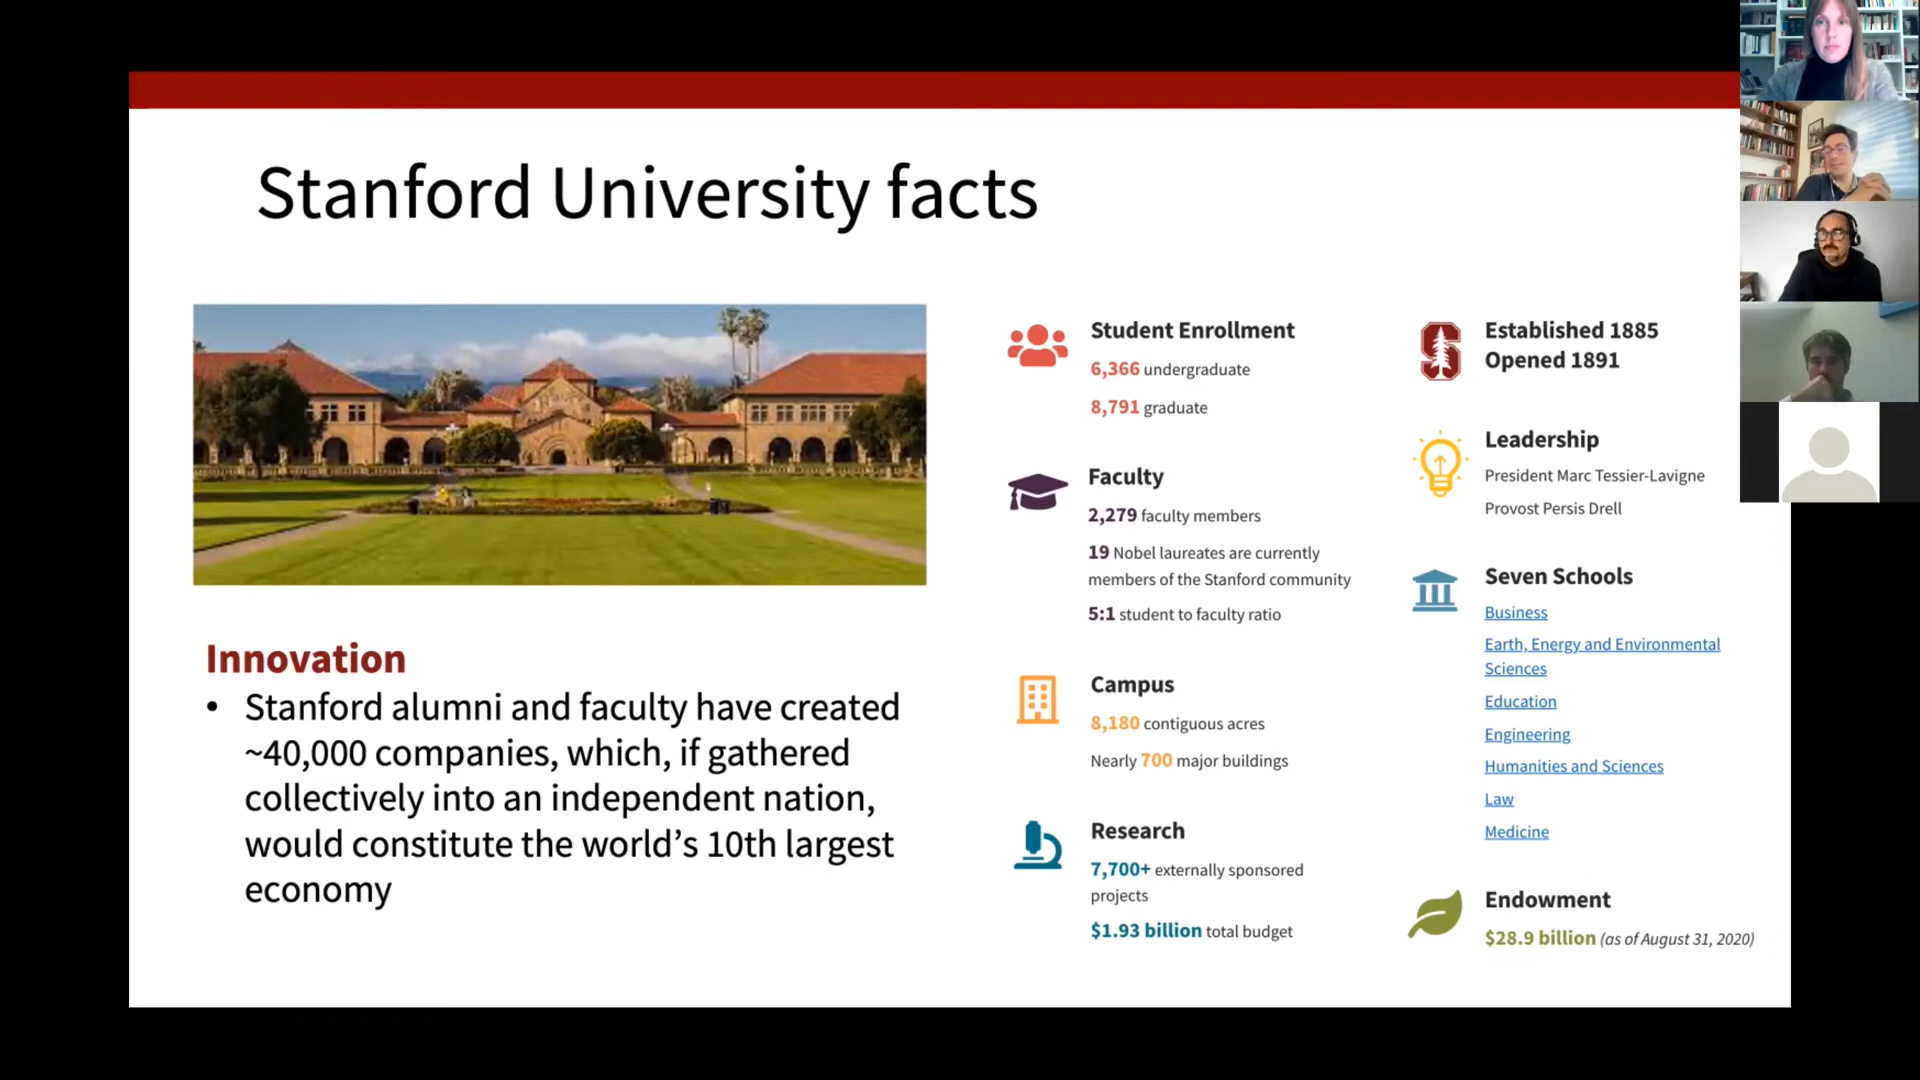 Stanford University facts
Innovation
• Stanford alumni and faculty have created
~40,000 companies, which, if gathered
collectively into an independent nation,
would constitute the world's 10th largest
economy
Student Enrollment
6,366 undergraduate
8,791 graduate
Faculty
2,279 faculty members
19 Nobel laureates are currently
members of the Stanford community
5:1 student to faculty ratio
Campus
8,180 contiguous acres
Nearly 700 major buildings
Research
7,700+ externally sponsored
projects
$1.93 billion total budget
Established 1885
Opened 1891
Leadership
President Marc Tessier-Lavigne
Provost Persis Drell
Seven Schools
Business
Earth, Energy and Environmental
Sciences
Education
Engineering
Humanities and Sciences
Law
Medicine
Endowment
$28.9 billion (as of August 31, 2020)